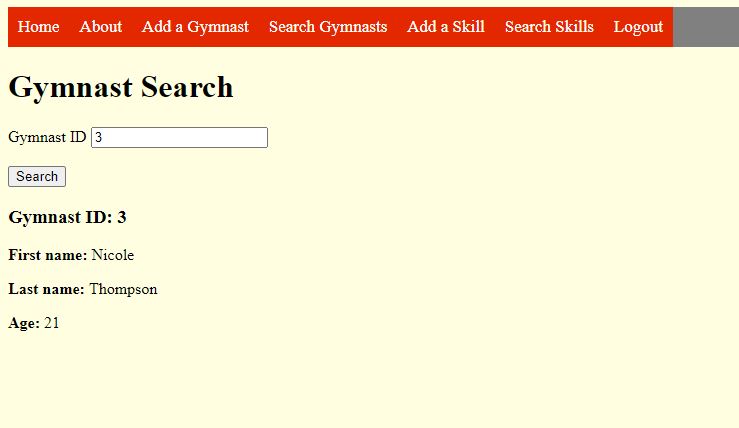 Home About Add a Gymnast Search Gymnasts Add a Skill Search Skills Logout
Gymnast Search
Gymnast ID 3
Search
Gymnast ID: 3
First name: Nicole
Last name: Thompson
Age: 21